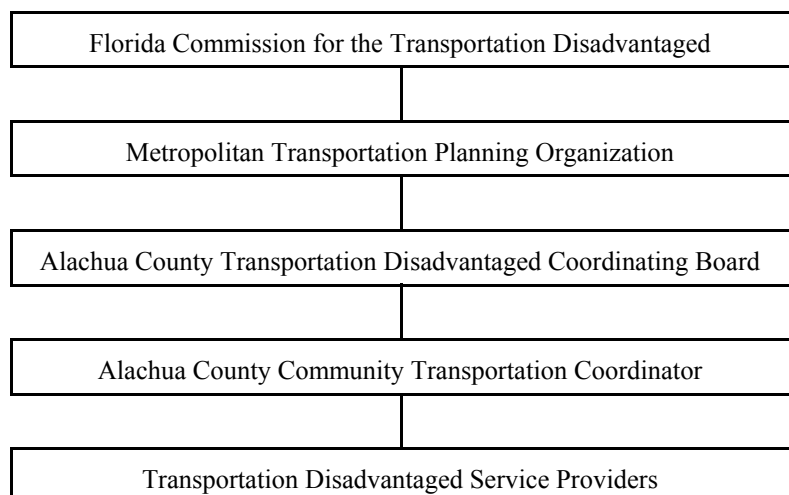 Florida Commission for the Transportation Disadvantaged
Metropolitan Transportation Planning Organization
Alachua County Transportation Disadvantaged Coordinating Board
Alachua County Community Transportation Coordinator
Transportation Disadvantaged Service Providers